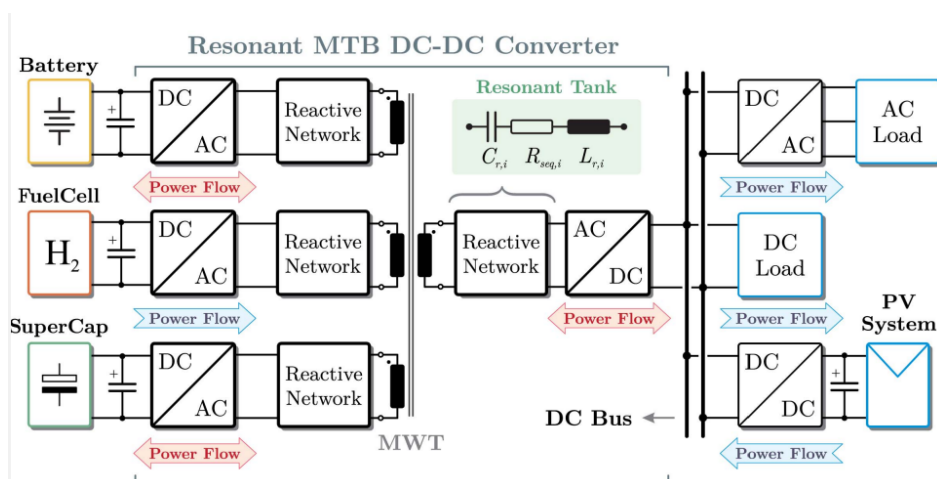 Resonant MTB DC-DC Converter
Battery
+
DC
AC
Reactive
Network
Power Flow
Resonant Tank
C_{r,i}
R_{seq,i}
L_{r,i}
DC
AC
AC
Load
Power Flow
FuelCell
H₂
+
DC
AC
Reactive
Network
Power Flow
Reactive
Network
AC
DC
Power Flow
DC
Load
Power Flow
SuperCap
+
DC
AC
Reactive
Network
Power Flow
MWT
DC Bus
PV
System
DC
DC
+
Power Flow